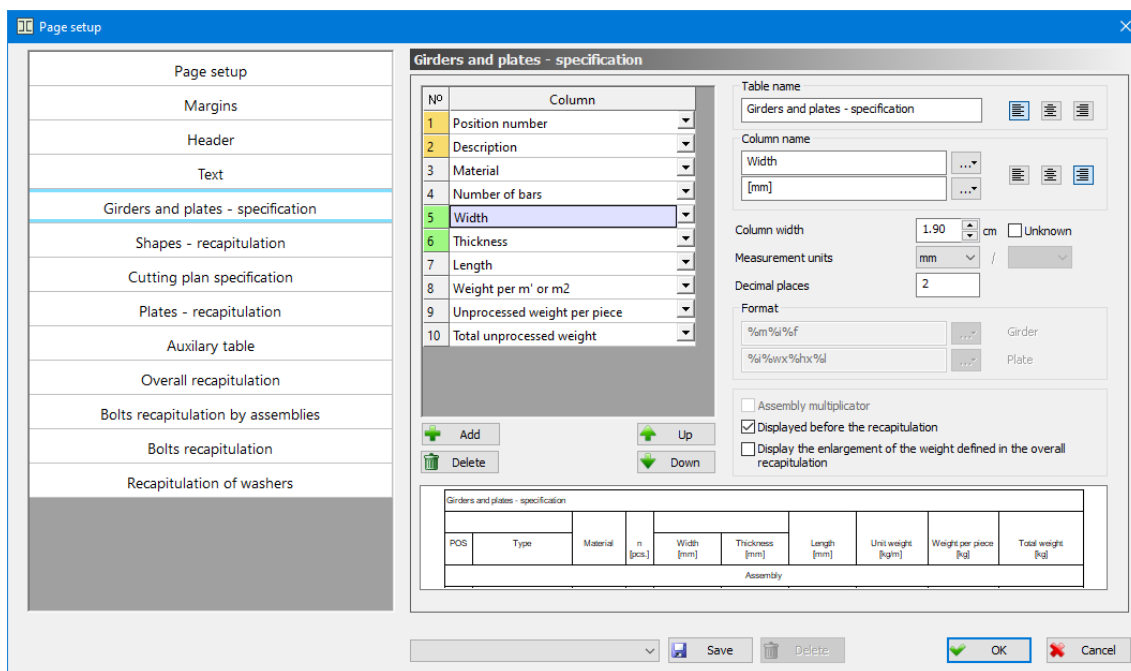 Page setup
Page setup
Margins
Header
Text
Girders and plates - specification
Shapes - recapitulation
Cutting plan specification
Plates - recapitulation
Auxilary table
Overall recapitulation
Bolts recapitulation by assemblies
Bolts recapitulation
Recapitulation of washers
Girders and plates - specification
Nº Column
1 Position number
2 Description
3 Material
4 Number of bars
5 Width
6 Thickness
7 Length
8 Weight per m' or m2
9 Unprocessed weight per piece
10 Total unprocessed weight
Add Up
Delete Down
Table name
Girders and plates - specification
Column name
Width ...
[mm] ...
Column width 1.90 cm Unknown
Measurement units mm /
Decimal places 2
Format
%m%i%f ... Girder
%i%wx%hx%l ... Plate
Assembly multiplicator
Displayed before the recapitulation
Display the enlargement of the weight defined in the overall
recapitulation
Girders and plates - specification
POS Type Material n Width Thickness Length Unit weight Weight per piece Total weight
[pcs.] [mm] [mm] [mm] [kg/m] [kg] [kg]
Assembly
Save Delete OK Cancel